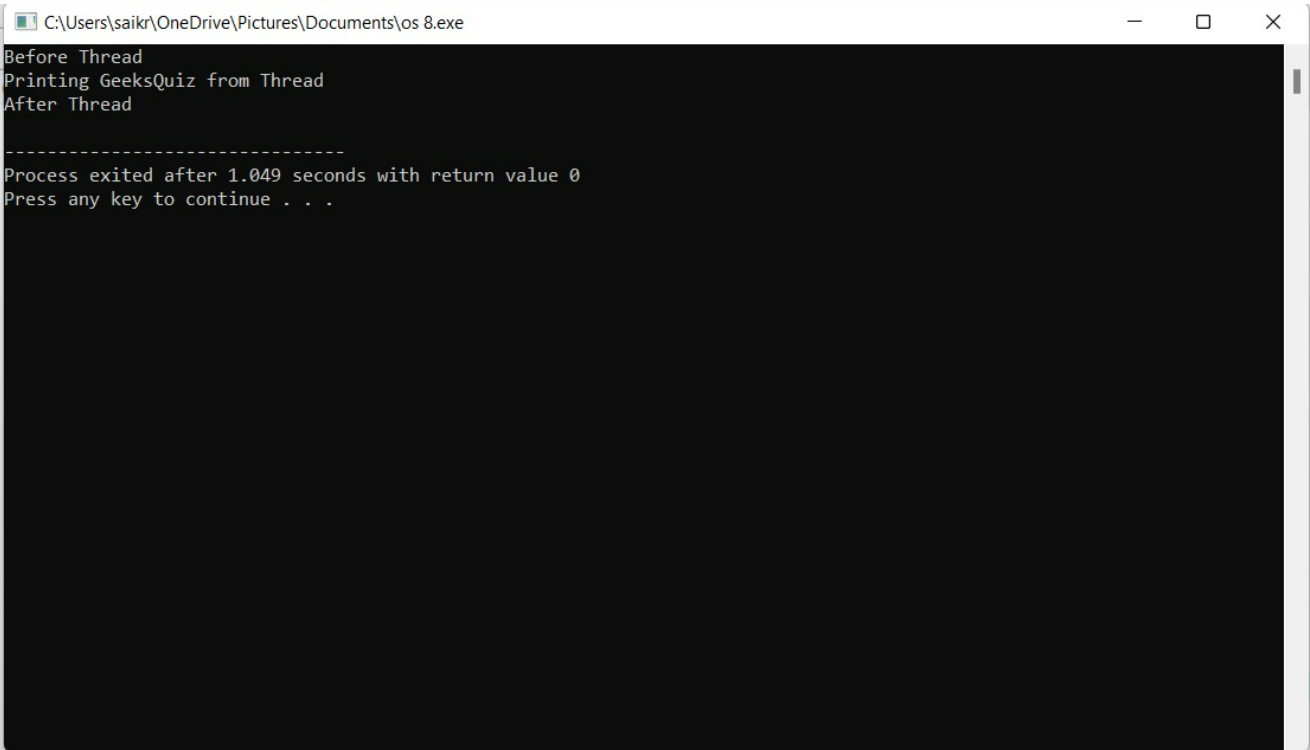 C:\Users\saikr\OneDrive\Pictures\Documents\os 8.exe
Before Thread
Printing GeeksQuiz from Thread
After Thread
--------------------------------
Process exited after 1.049 seconds with return value 0
Press any key to continue . . .